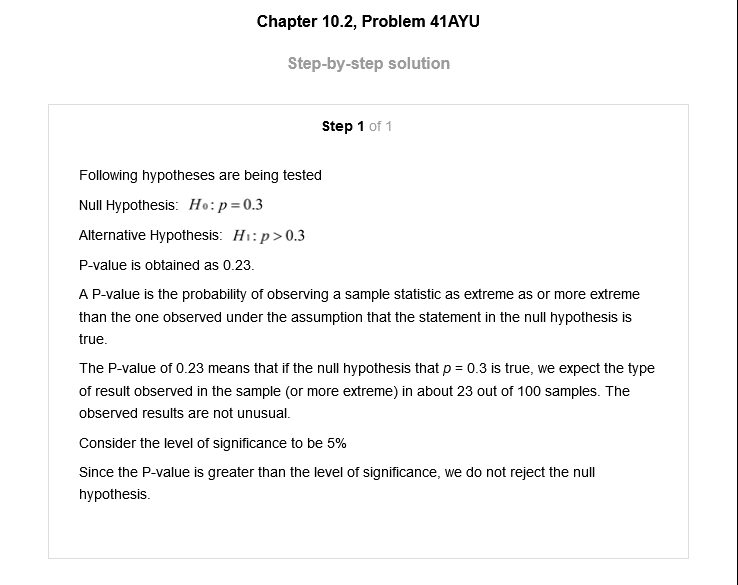 Chapter 10.2, Problem 41AYU
Step-by-step solution
Step 1 of 1
Following hypotheses are being tested
Null Hypothesis: H₀: p = 0.3
Alternative Hypothesis: H₁: p > 0.3
P-value is obtained as 0.23.
A P-value is the probability of observing a sample statistic as extreme as or more extreme
than the one observed under the assumption that the statement in the null hypothesis is
true.
The P-value of 0.23 means that if the null hypothesis that p = 0.3 is true, we expect the type
of result observed in the sample (or more extreme) in about 23 out of 100 samples. The
observed results are not unusual.
Consider the level of significance to be 5%
Since the P-value is greater than the level of significance, we do not reject the null
hypothesis.